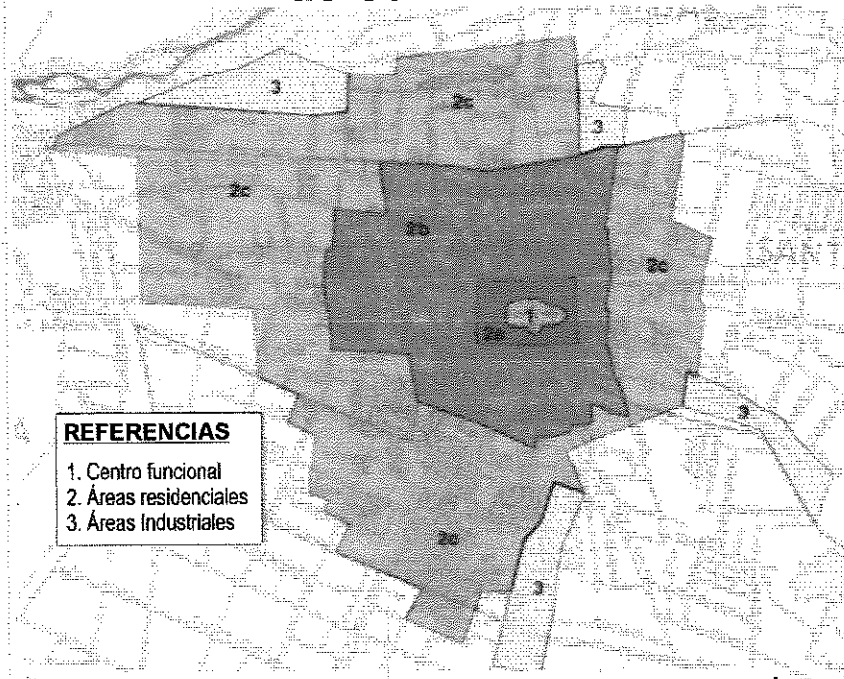 3
2c
3
2c
2b
2c
1
2a
3
REFERENCIAS
1. Centro funcional
2. Áreas residenciales
3. Áreas Industriales
3